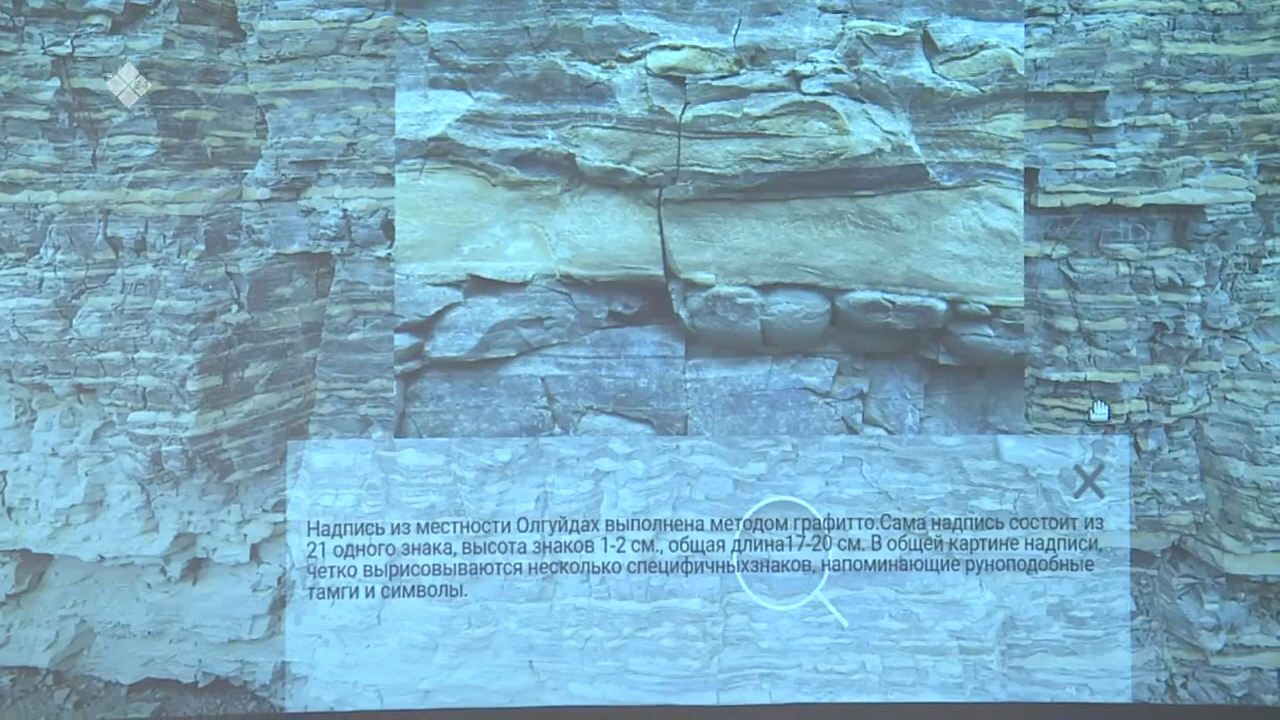 Надпись из местности Олгуйдах выполнена методом графитто.Сама надпись состоит из
21 одного знака, высота знаков 1-2 см., общая длина17-20 см. В общей картине надписи,
четко вырисовываются несколько специфичныхзнаков, напоминающие руноподобные
тамги и символы.